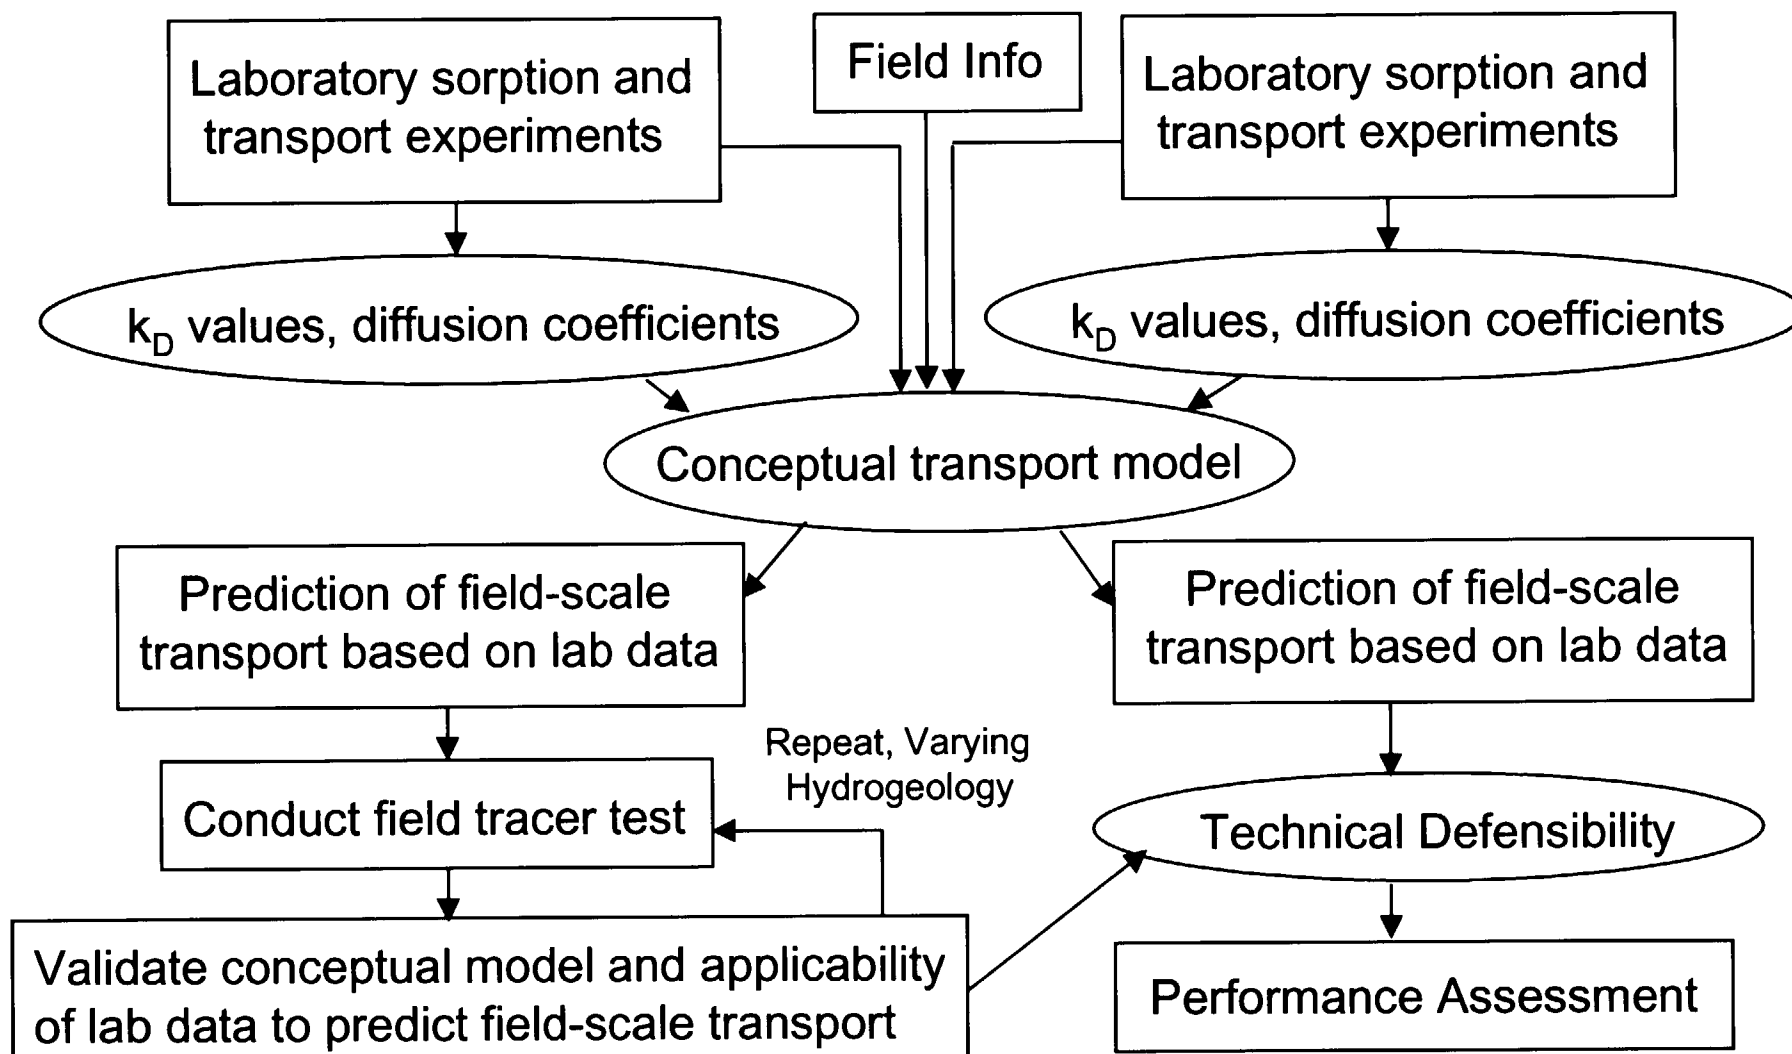 Laboratory sorption and
transport experiments
Field Info
Laboratory sorption and
transport experiments
kD values, diffusion coefficients
kD values, diffusion coefficients
Conceptual transport model
Prediction of field-scale
transport based on lab data
Prediction of field-scale
transport based on lab data
Repeat, Varying
Hydrogeology
Conduct field tracer test
Technical Defensibility
Validate conceptual model and applicability
of lab data to predict field-scale transport
Performance Assessment